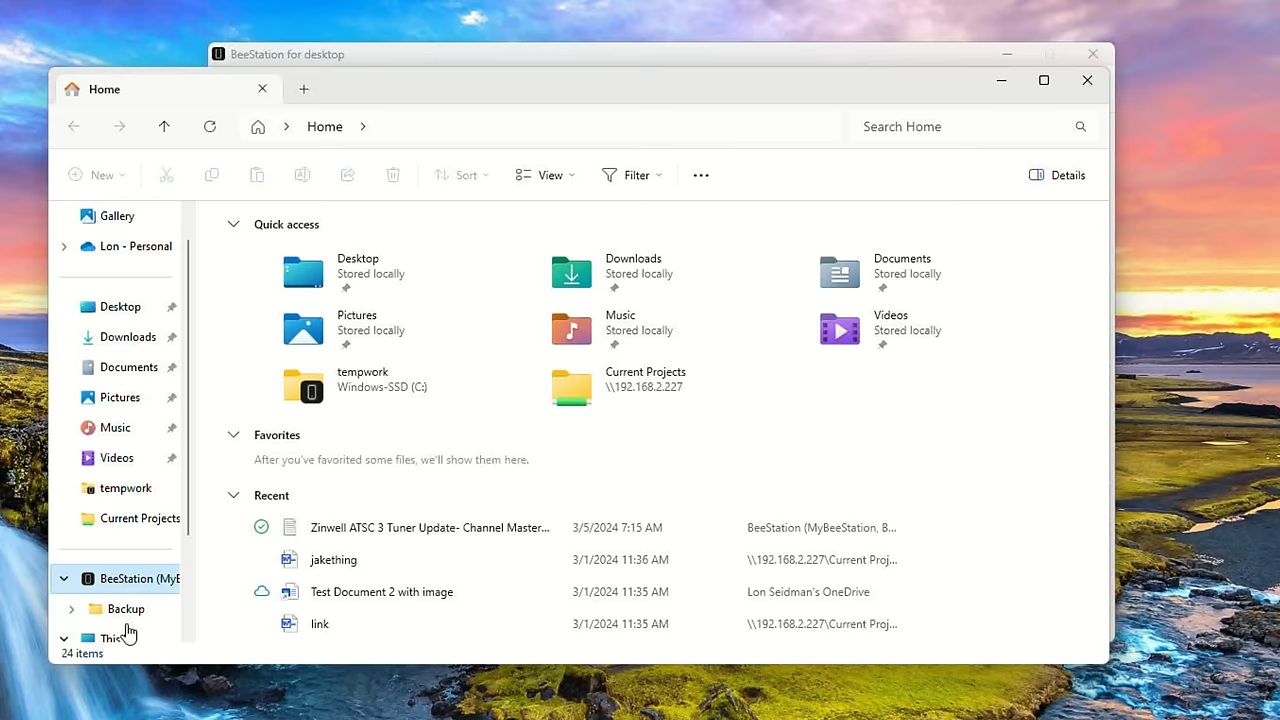 BeeStation for desktop
Home
Home
Search Home
New
Sort
View
Filter
Details
Gallery
Lon - Personal
Desktop
Downloads
Documents
Pictures
Music
Videos
tempwork
Current Projects
BeeStation (MyB
Backup
This
24 items
Quick access
Desktop
Stored locally
Downloads
Stored locally
Documents
Stored locally
Pictures
Stored locally
Music
Stored locally
Videos
Stored locally
tempwork
Windows-SSD (C:)
Current Projects
\\192.168.2.227
Favorites
After you've favorited some files, we'll show them here.
Recent
Zinwell ATSC 3 Tuner Update- Channel Master... 3/5/2024 7:15 AM BeeStation (MyBeeStation, B...
jakething 3/1/2024 11:36 AM \\192.168.2.227\Current Proj...
Test Document 2 with image 3/1/2024 11:35 AM Lon Seidman's OneDrive
link 3/1/2024 11:35 AM \\192.168.2.227\Current Proj...